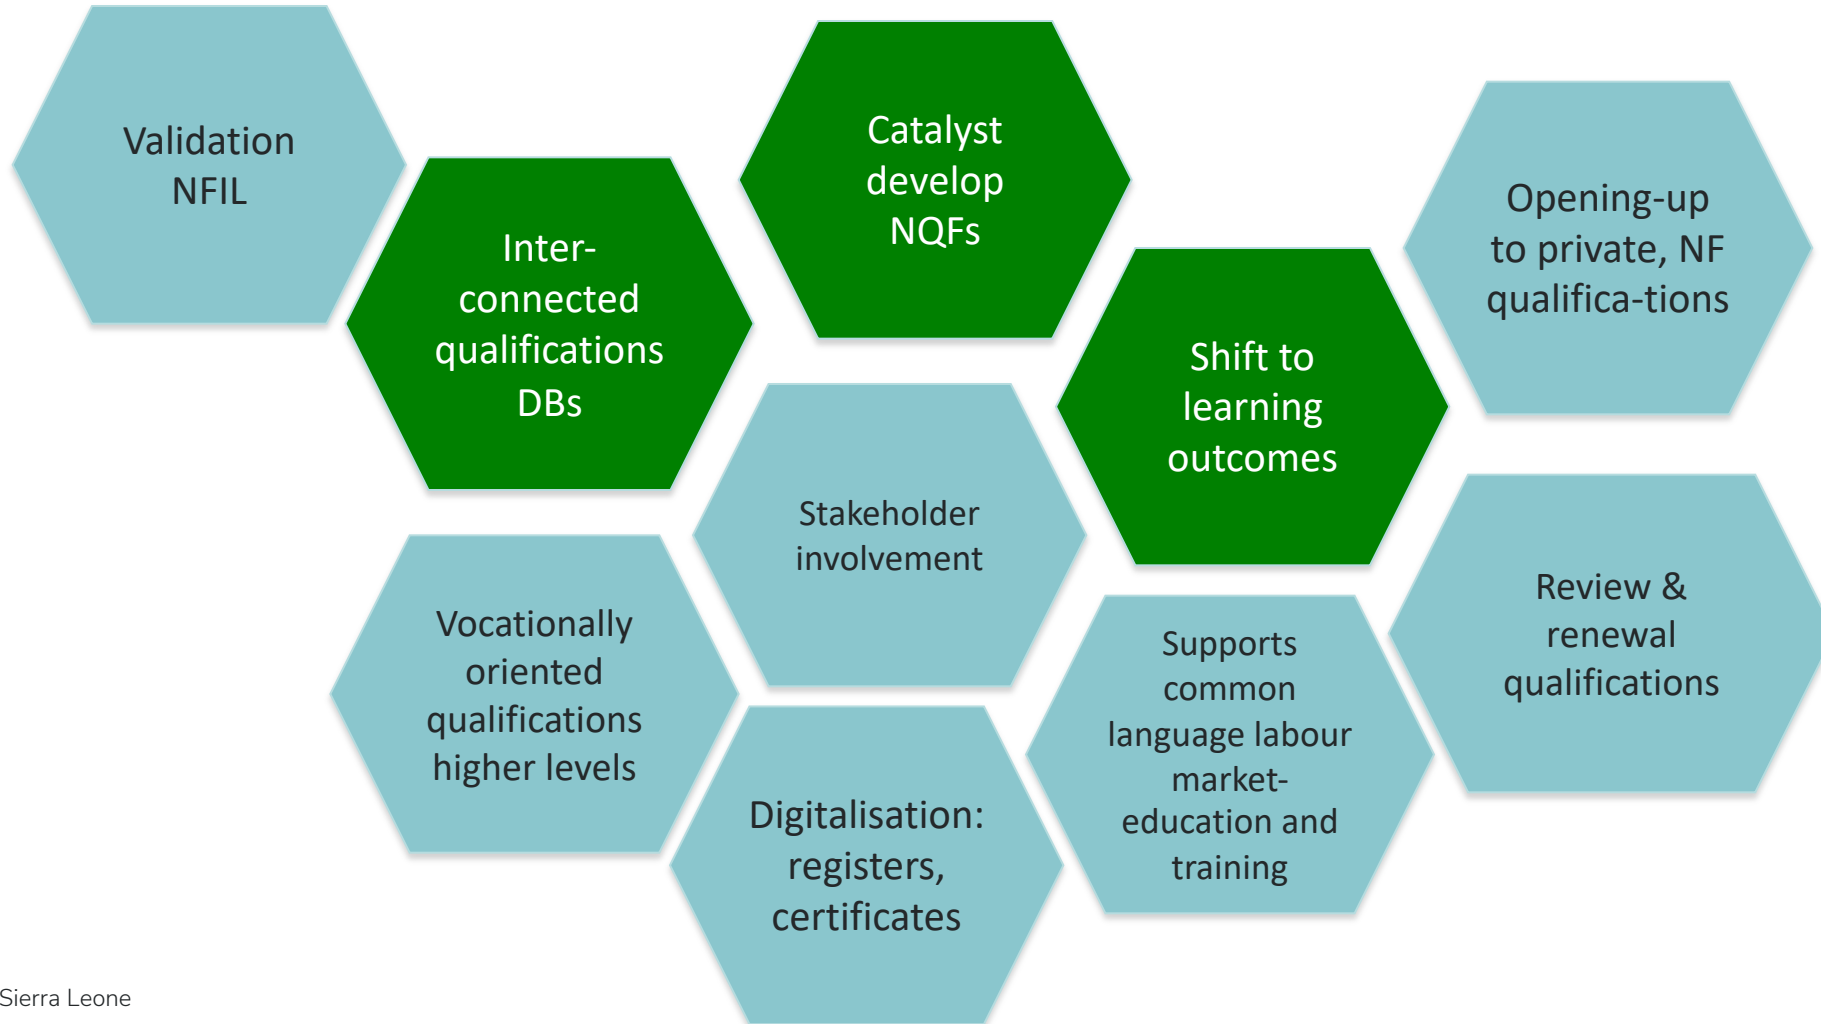 Validation
NFIL
Inter-
connected
qualifications
DBs
Catalyst
develop
NQFs
Shift to
learning
outcomes
Opening-up
to private, NF
qualifica-tions
Stakeholder
involvement
Vocationally
oriented
qualifications
higher levels
Digitalisation:
registers,
certificates
Supports
common
language labour
market-
education and
training
Review &
renewal
qualifications
Sierra Leone